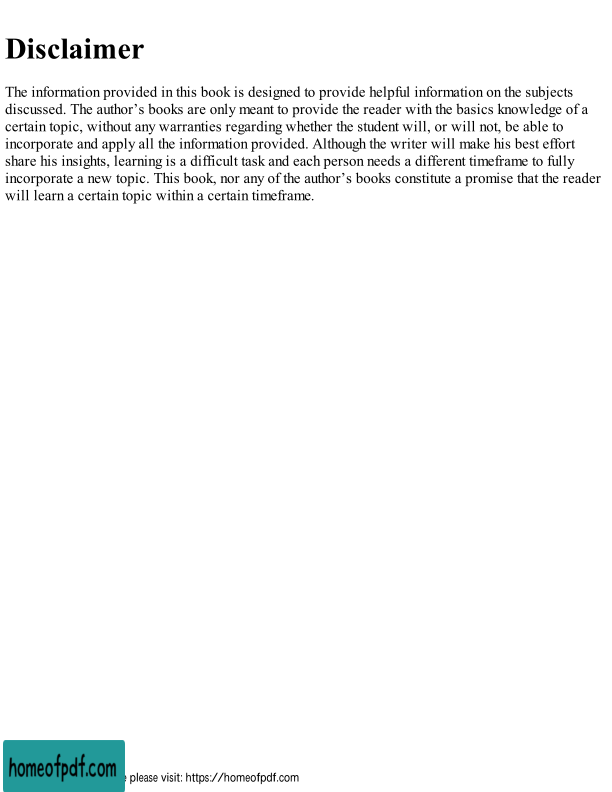 Disclaimer
The information provided in this book is designed to provide helpful information on the subjects
discussed. The author’s books are only meant to provide the reader with the basics knowledge of a
certain topic, without any warranties regarding whether the student will, or will not, be able to
incorporate and apply all the information provided. Although the writer will make his best effort
share his insights, learning is a difficult task and each person needs a different timeframe to fully
incorporate a new topic. This book, nor any of the author’s books constitute a promise that the reader
will learn a certain topic within a certain timeframe.
homeofpdf.com
please visit: https://homeofpdf.com